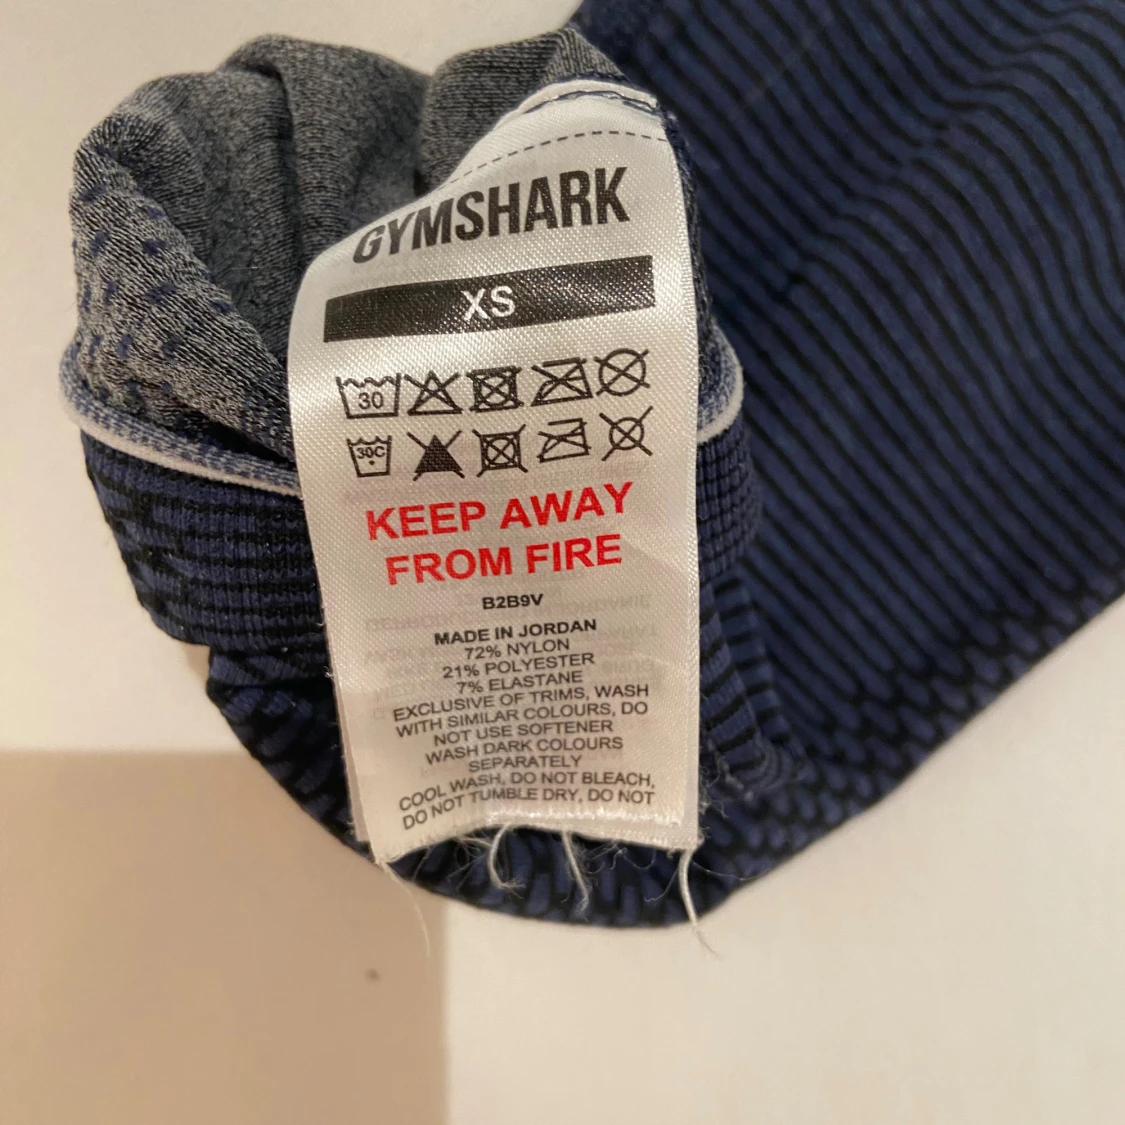 GYMSHARK
XS
30
30C
KEEP AWAY
FROM FIRE
B2B9V
MADE IN JORDAN
72% NYLON
21% POLYESTER
7% ELASTANE
EXCLUSIVE OF TRIMS, WASH
WITH SIMILAR COLOURS, DO
NOT USE SOFTENER
WASH DARK COLOURS
SEPARATELY
COOL WASH, DO NOT BLEACH,
DO NOT TUMBLE DRY, DO NOT